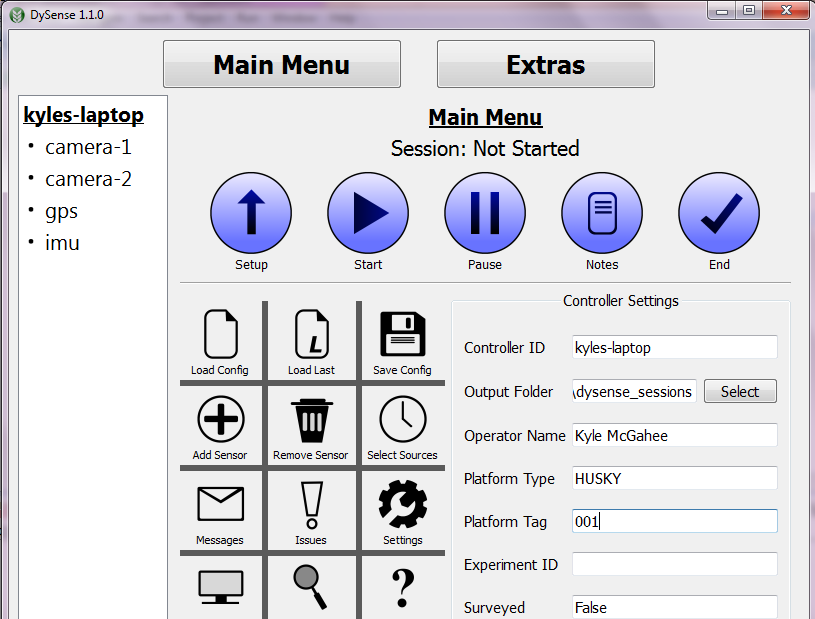 DySense 1.1.0
Main Menu
Extras
kyles-laptop
• camera-1
• camera-2
• gps
• imu
Main Menu
Session: Not Started
Setup
Start
Pause
Notes
End
Load Config
L
Load Last
Save Config
Add Sensor
Remove Sensor
Select Sources
Messages
Issues
Settings
?
Controller Settings
Controller ID kyles-laptop
Output Folder \dysense_sessions Select
Operator Name Kyle McGahee
Platform Type HUSKY
Platform Tag 001
Experiment ID
Surveyed False